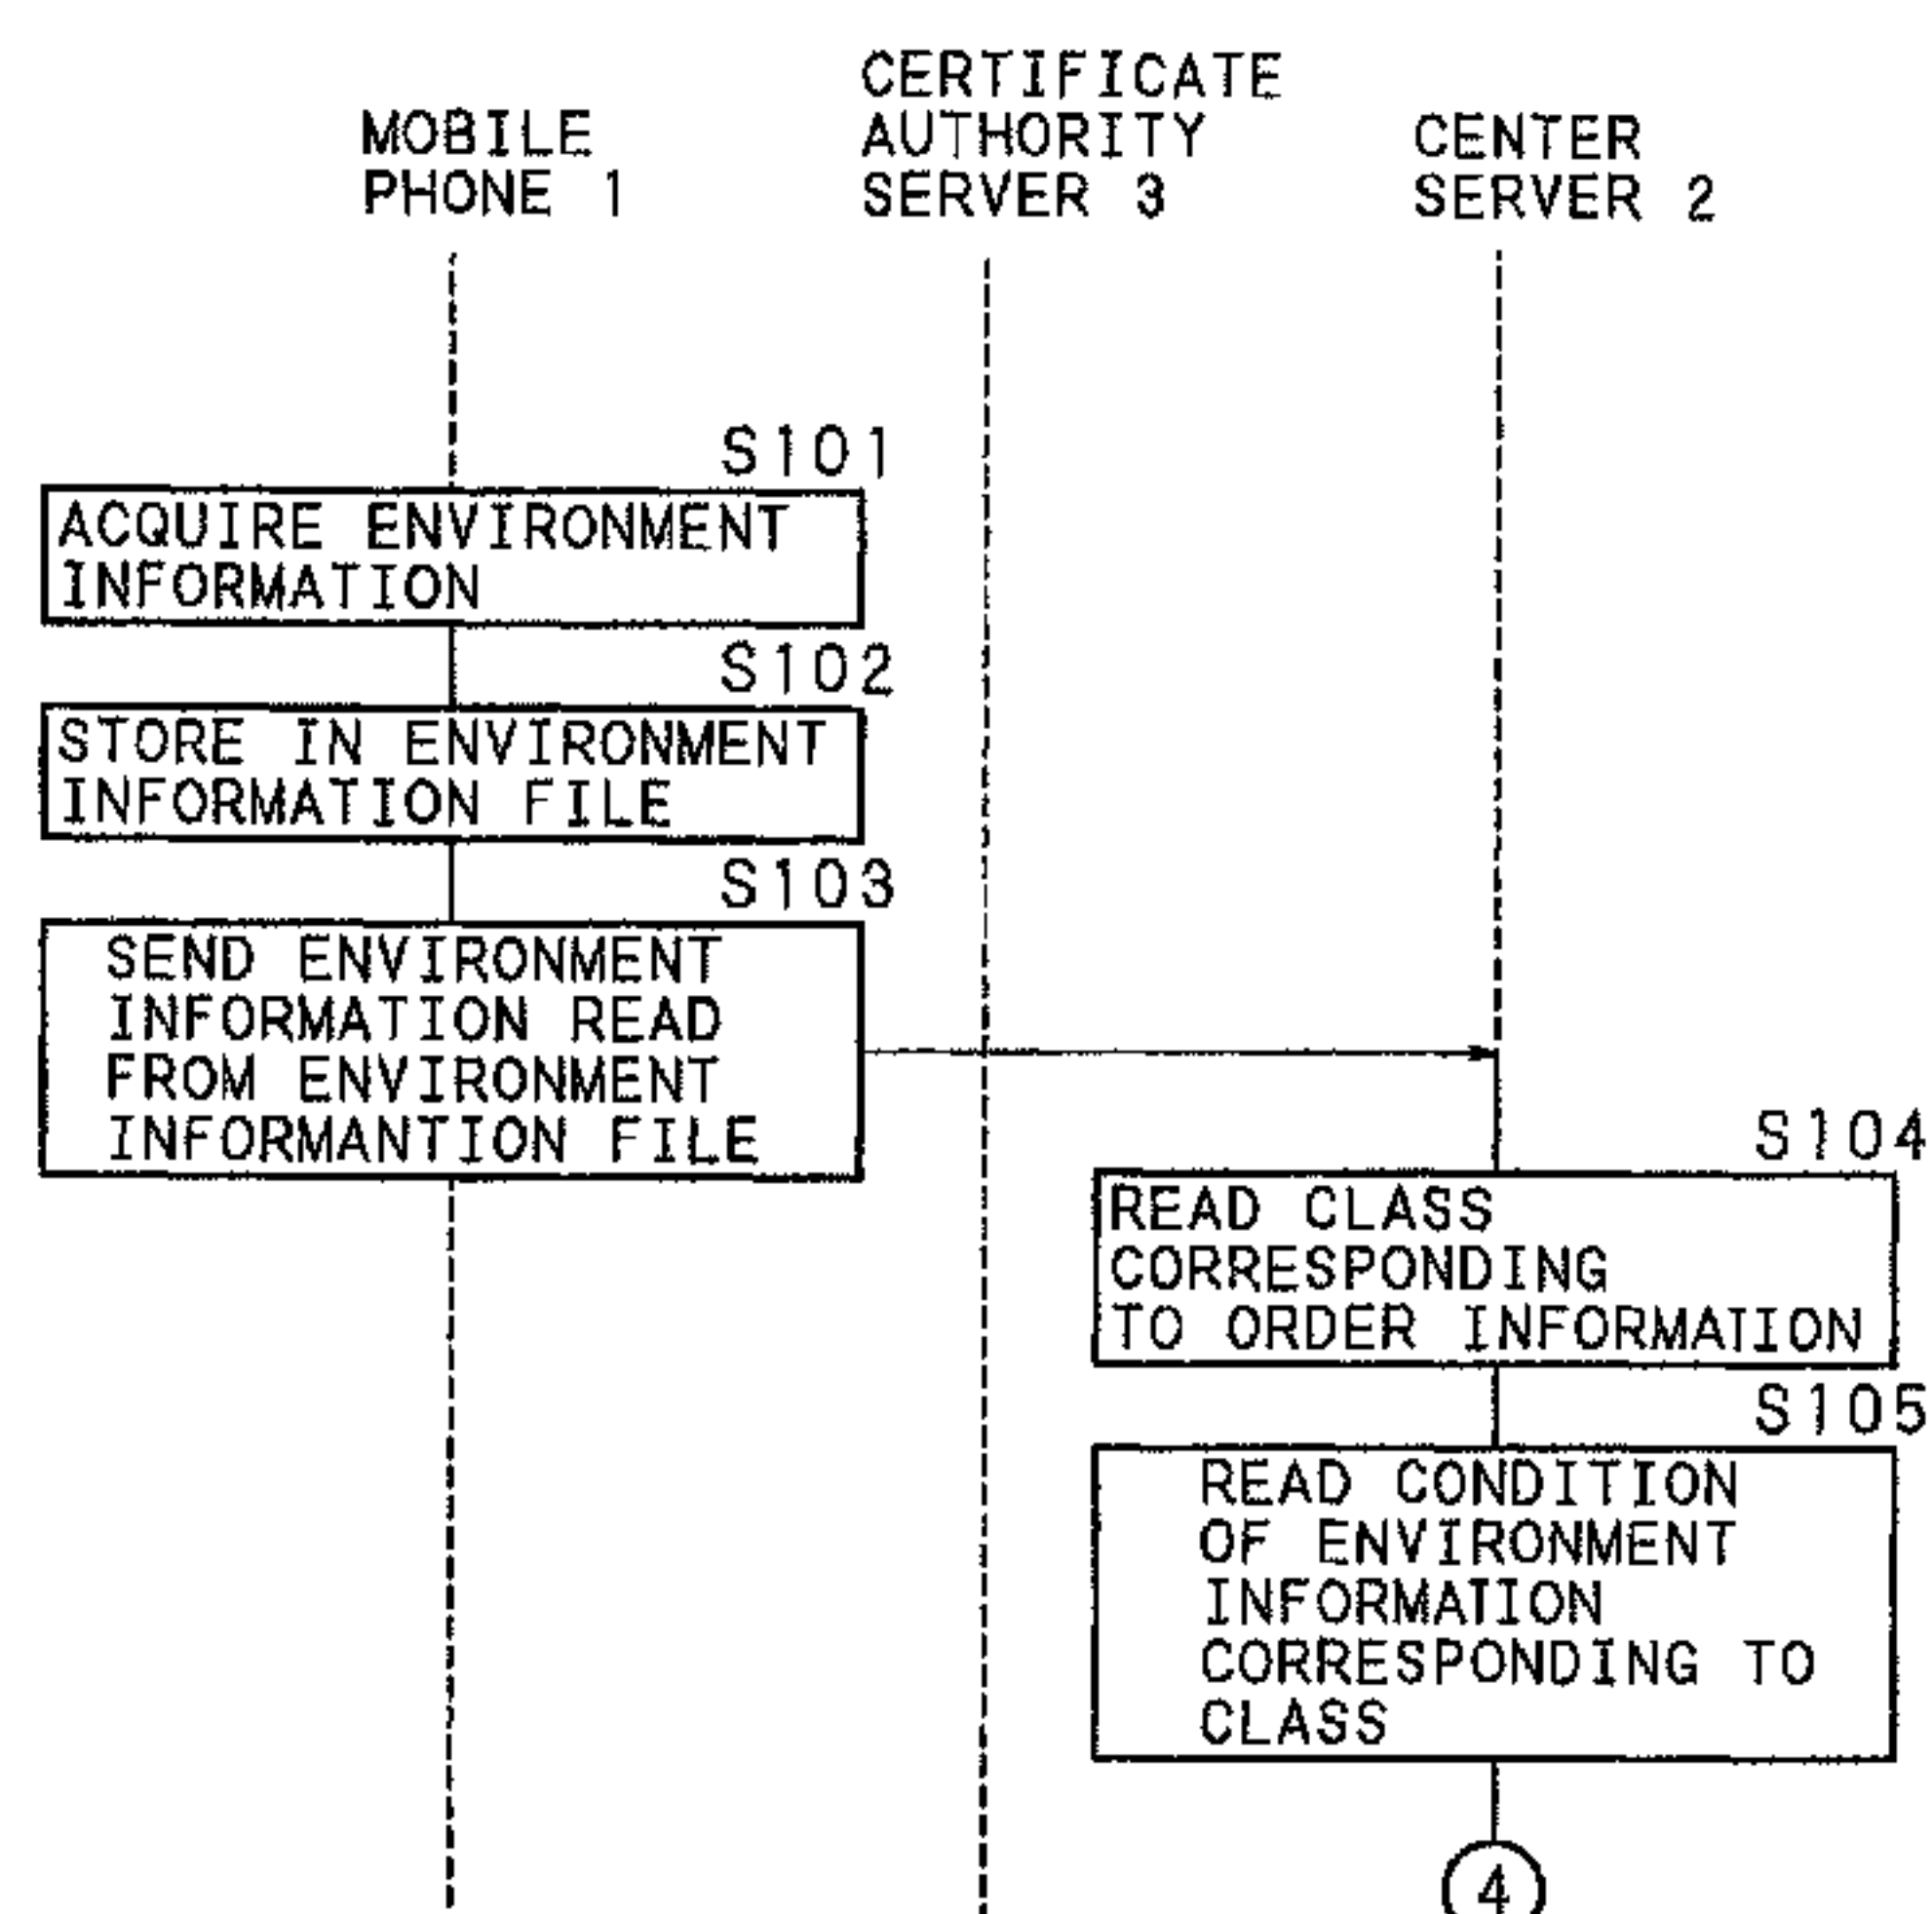 MOBILE
PHONE 1
CERTIFICATE
AUTHORITY
SERVER 3
CENTER
SERVER 2
S101
ACQUIRE ENVIRONMENT
INFORMATION
S102
STORE IN ENVIRONMENT
INFORMATION FILE
S103
SEND ENVIRONMENT
INFORMATION READ
FROM ENVIRONMENT
INFORMANTION FILE
S104
READ CLASS
CORRESPONDING
TO ORDER INFORMATION
S105
READ CONDITION
OF ENVIRONMENT
INFORMATION
CORRESPONDING TO
CLASS
4